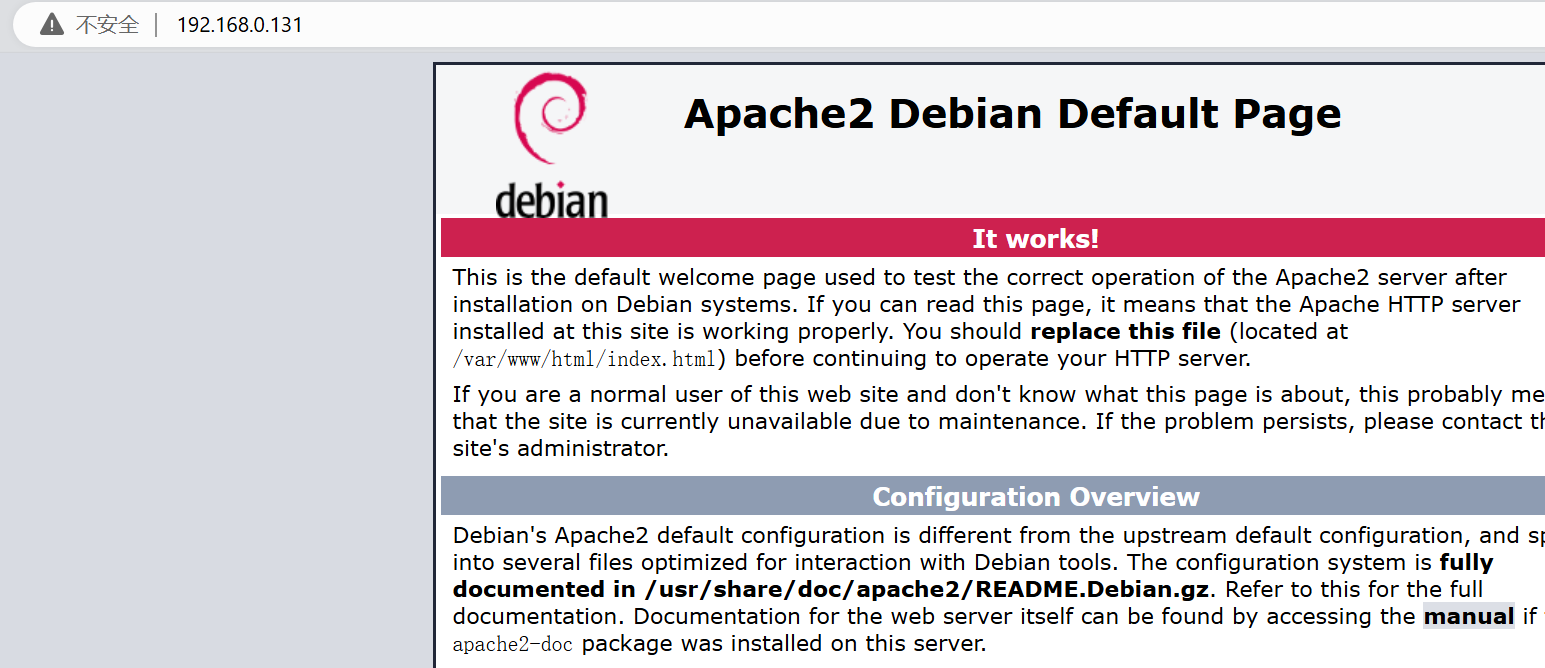 不安全 | 192.168.0.131
Apache2 Debian Default Page
debian
It works!
This is the default welcome page used to test the correct operation of the Apache2 server after
installation on Debian systems. If you can read this page, it means that the Apache HTTP server
installed at this site is working properly. You should replace this file (located at
/var/www/html/index.html) before continuing to operate your HTTP server.
If you are a normal user of this web site and don't know what this page is about, this probably me
that the site is currently unavailable due to maintenance. If the problem persists, please contact th
site's administrator.
Configuration Overview
Debian's Apache2 default configuration is different from the upstream default configuration, and sp
into several files optimized for interaction with Debian tools. The configuration system is fully
documented in /usr/share/doc/apache2/README.Debian.gz. Refer to this for the full
documentation. Documentation for the web server itself can be found by accessing the manual if
apache2-doc package was installed on this server.